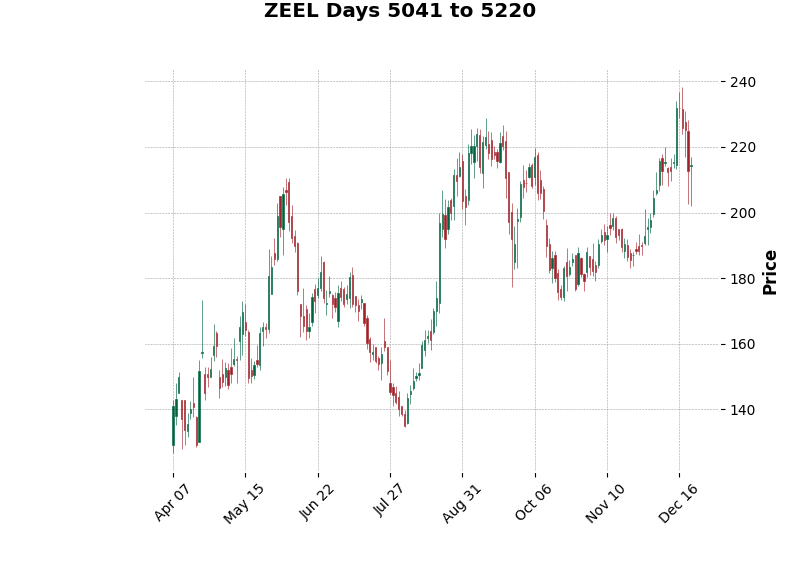 ZEEL Days 5041 to 5220
240
220
200
180
160
140
Price
Apr 07
May 15
Jun 22
Jul 27
Aug 31
Oct 06
Nov 10
Dec 16